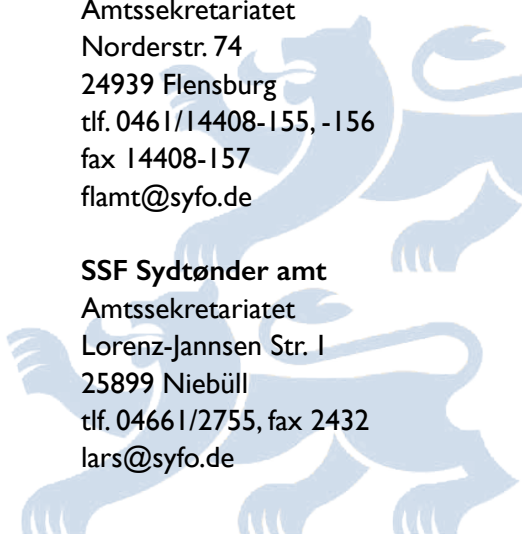 Amtssekretariatet
Norderstr. 74
24939 Flensburg
tlf. 0461/14408-155, -156
fax 14408-157
flamt@syfo.de
SSF Sydtønder amt
Amtssekretariatet
Lorenz-Jannsen Str. 1
25899 Niebüll
tlf. 04661/2755, fax 2432
lars@syfo.de